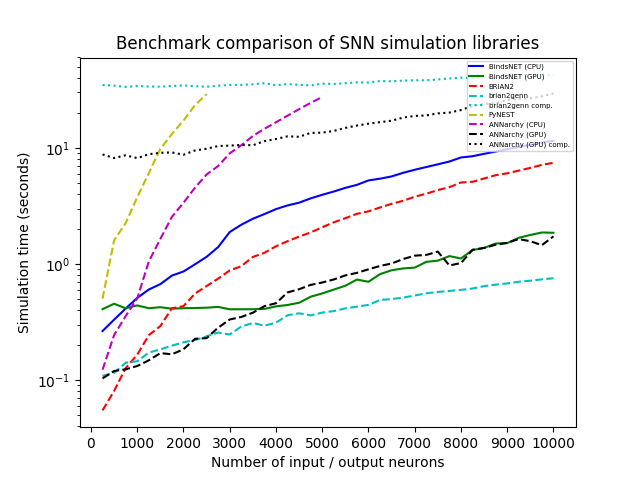 Benchmark comparison of SNN simulation libraries
BindsNET (CPU)
BindsNET (GPU)
BRIAN2
brian2genn
brian2genn comp.
PyNEST
ANNarchy (CPU)
ANNarchy (GPU)
ANNarchy (GPU) comp.
10¹
10⁰
10⁻¹
Simulation time (seconds)
0 1000 2000 3000 4000 5000 6000 7000 8000 9000 10000
Number of input / output neurons